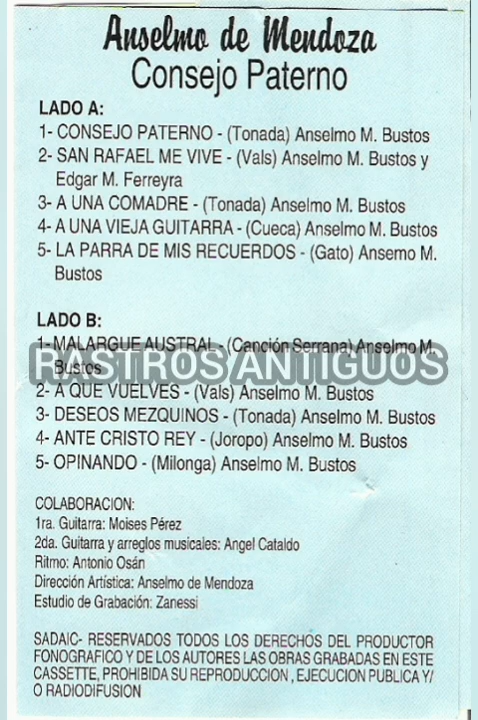 Anselmo de Mendoza
Consejo Paterno
LADO A:
1- CONSEJO PATERNO - (Tonada) Anselmo M. Bustos
2- SAN RAFAEL ME VIVE - (Vals) Anselmo M. Bustos y
Edgar M. Ferreyra
3- A UNA COMADRE - (Tonada) Anselmo M. Bustos
4- A UNA VIEJA GUITARRA - (Cueca) Anselmo M. Bustos
5- LA PARRA DE MIS RECUERDOS - (Gato) Ansemo M.
Bustos
LADO B:
1- MALARGUE AUSTRAL - (Canción Serrana) Anselmo M.
Bustos
RASTROS ANTIGUOS
2- A QUE VUELVES - (Vals) Anselmo M. Bustos
3- DESEOS MEZQUINOS - (Tonada) Anselmo M. Bustos
4- ANTE CRISTO REY - (Joropo) Anselmo M. Bustos
5- OPINANDO - (Milonga) Anselmo M. Bustos
COLABORACION:
1ra. Guitarra: Moises Pérez
2da. Guitarra y arreglos musicales: Angel Cataldo
Ritmo: Antonio Osán
Dirección Artística: Anselmo de Mendoza
Estudio de Grabación: Zanessi
SADAIC- RESERVADOS TODOS LOS DERECHOS DEL PRODUCTOR
FONOGRAFICO Y DE LOS AUTORES LAS OBRAS GRABADAS EN ESTE
CASSETTE, PROHIBIDA SU REPRODUCCION, EJECUCION PUBLICA Y/
O RADIODIFUSION